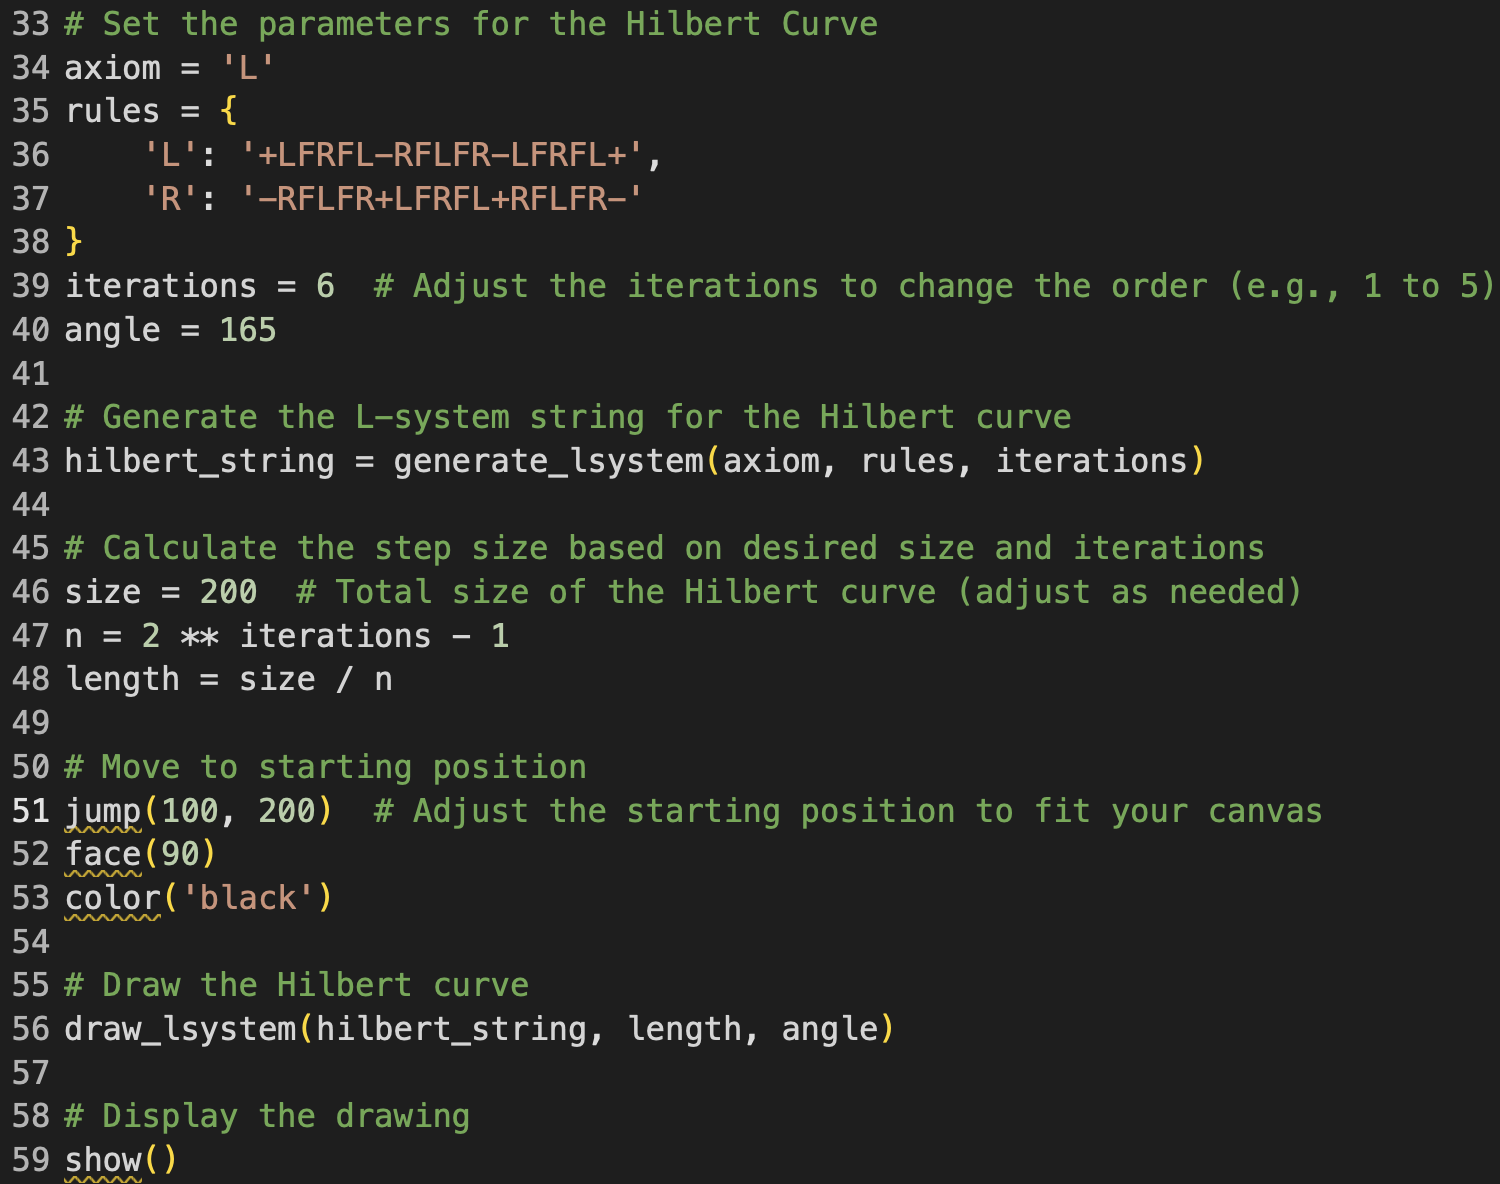 33 # Set the parameters for the Hilbert Curve
34 axiom = 'L'
35 rules = {
36     'L': '+LFRFL-RFLFR-LFRFL+',
37     'R': '-RFLFR+LFRFL+RFLFR-'
38 }
39 iterations = 6  # Adjust the iterations to change the order (e.g., 1 to 5)
40 angle = 165
41
42 # Generate the L-system string for the Hilbert curve
43 hilbert_string = generate_lsystem(axiom, rules, iterations)
44
45 # Calculate the step size based on desired size and iterations
46 size = 200  # Total size of the Hilbert curve (adjust as needed)
47 n = 2 ** iterations - 1
48 length = size / n
49
50 # Move to starting position
51 jump(100, 200)  # Adjust the starting position to fit your canvas
52 face(90)
53 color('black')
54
55 # Draw the Hilbert curve
56 draw_lsystem(hilbert_string, length, angle)
57
58 # Display the drawing
59 show()